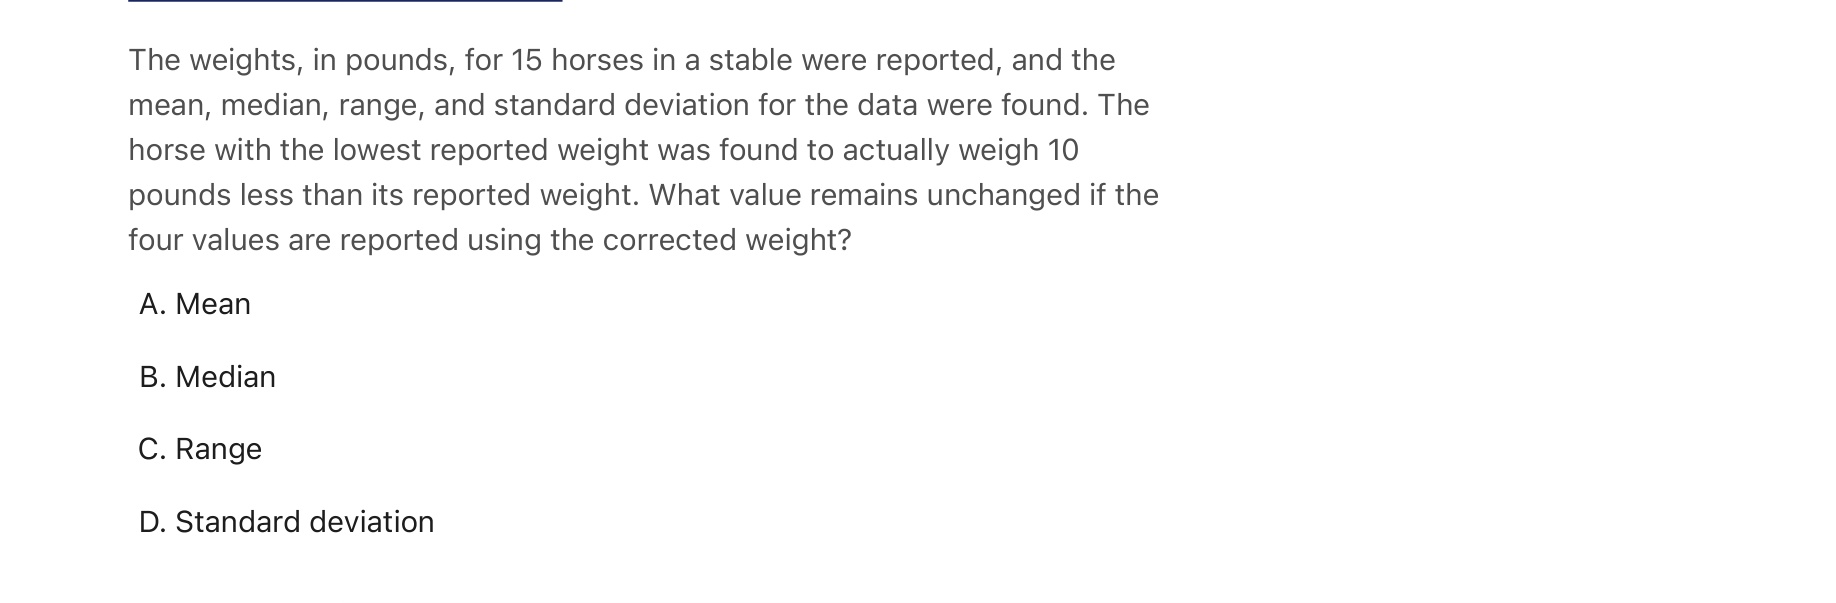 The weights, in pounds, for 15 horses in a stable were reported, and the
mean, median, range, and standard deviation for the data were found. The
horse with the lowest reported weight was found to actually weigh 10
pounds less than its reported weight. What value remains unchanged if the
four values are reported using the corrected weight?
A. Mean
B. Median
C. Range
D. Standard deviation